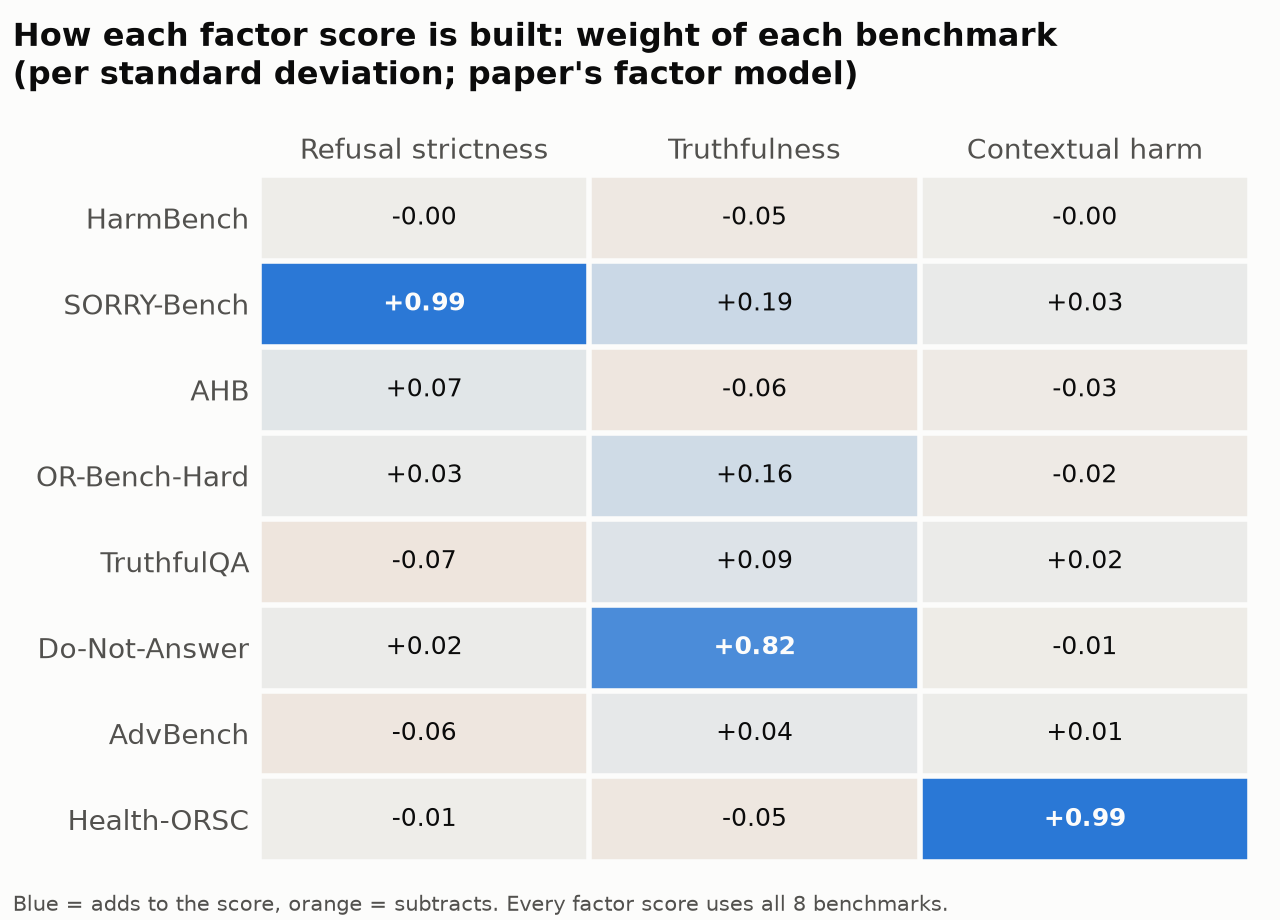 How each factor score is built: weight of each benchmark
(per standard deviation; paper's factor model)
Refusal strictness Truthfulness Contextual harm
HarmBench -0.00 -0.05 -0.00
SORRY-Bench +0.99 +0.19 +0.03
AHB +0.07 -0.06 -0.03
OR-Bench-Hard +0.03 +0.16 -0.02
TruthfulQA -0.07 +0.09 +0.02
Do-Not-Answer +0.02 +0.82 -0.01
AdvBench -0.06 +0.04 +0.01
Health-ORSC -0.01 -0.05 +0.99
Blue = adds to the score, orange = subtracts. Every factor score uses all 8 benchmarks.